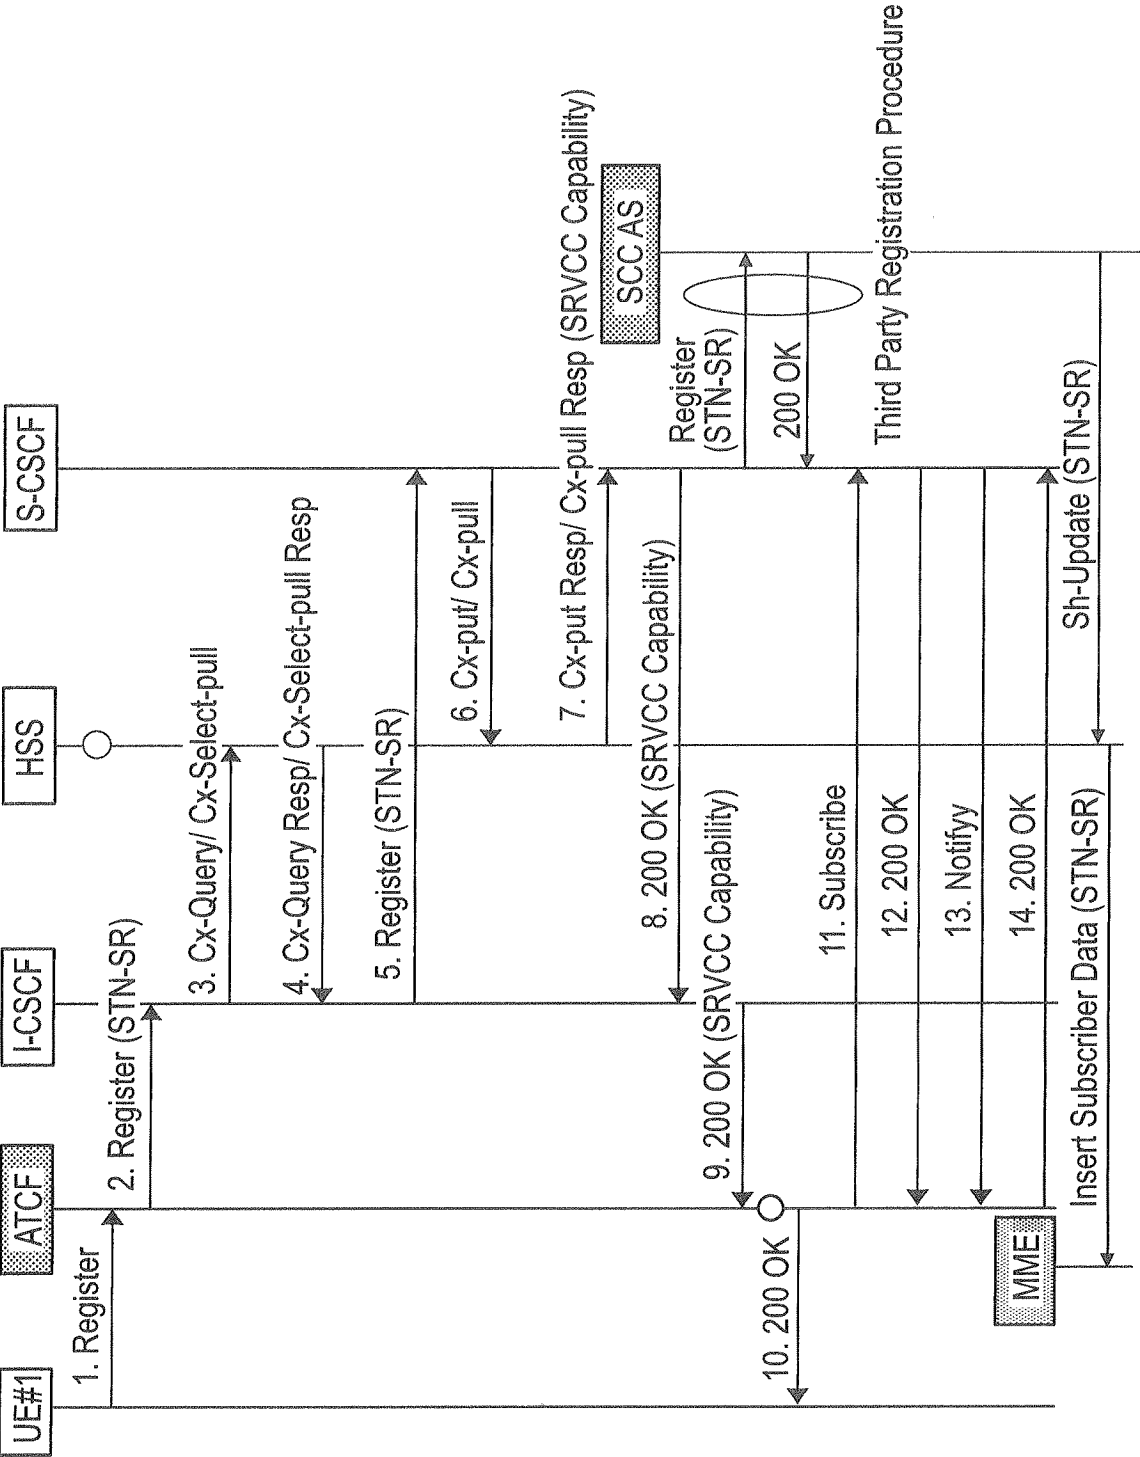 UE#1
ATCF
I-CSCF
HSS
S-CSCF
1. Register
2. Register (STN-SR)
3. Cx-Query/ Cx-Select-pull
4. Cx-Query Resp/ Cx-Select-pull Resp
5. Register (STN-SR)
6. Cx-put/ Cx-pull
7. Cx-put Resp/ Cx-pull Resp (SRVCC Capability)
SCC AS
8. 200 OK (SRVCC Capability)
Register
(STN-SR)
9. 200 OK (SRVCC Capability)
10. 200 OK
200 OK
11. Subscribe
Third Party Registration Procedure
12. 200 OK
13. Notifyy
14. 200 OK
MME
Sh-Update (STN-SR)
Insert Subscriber Data (STN-SR)